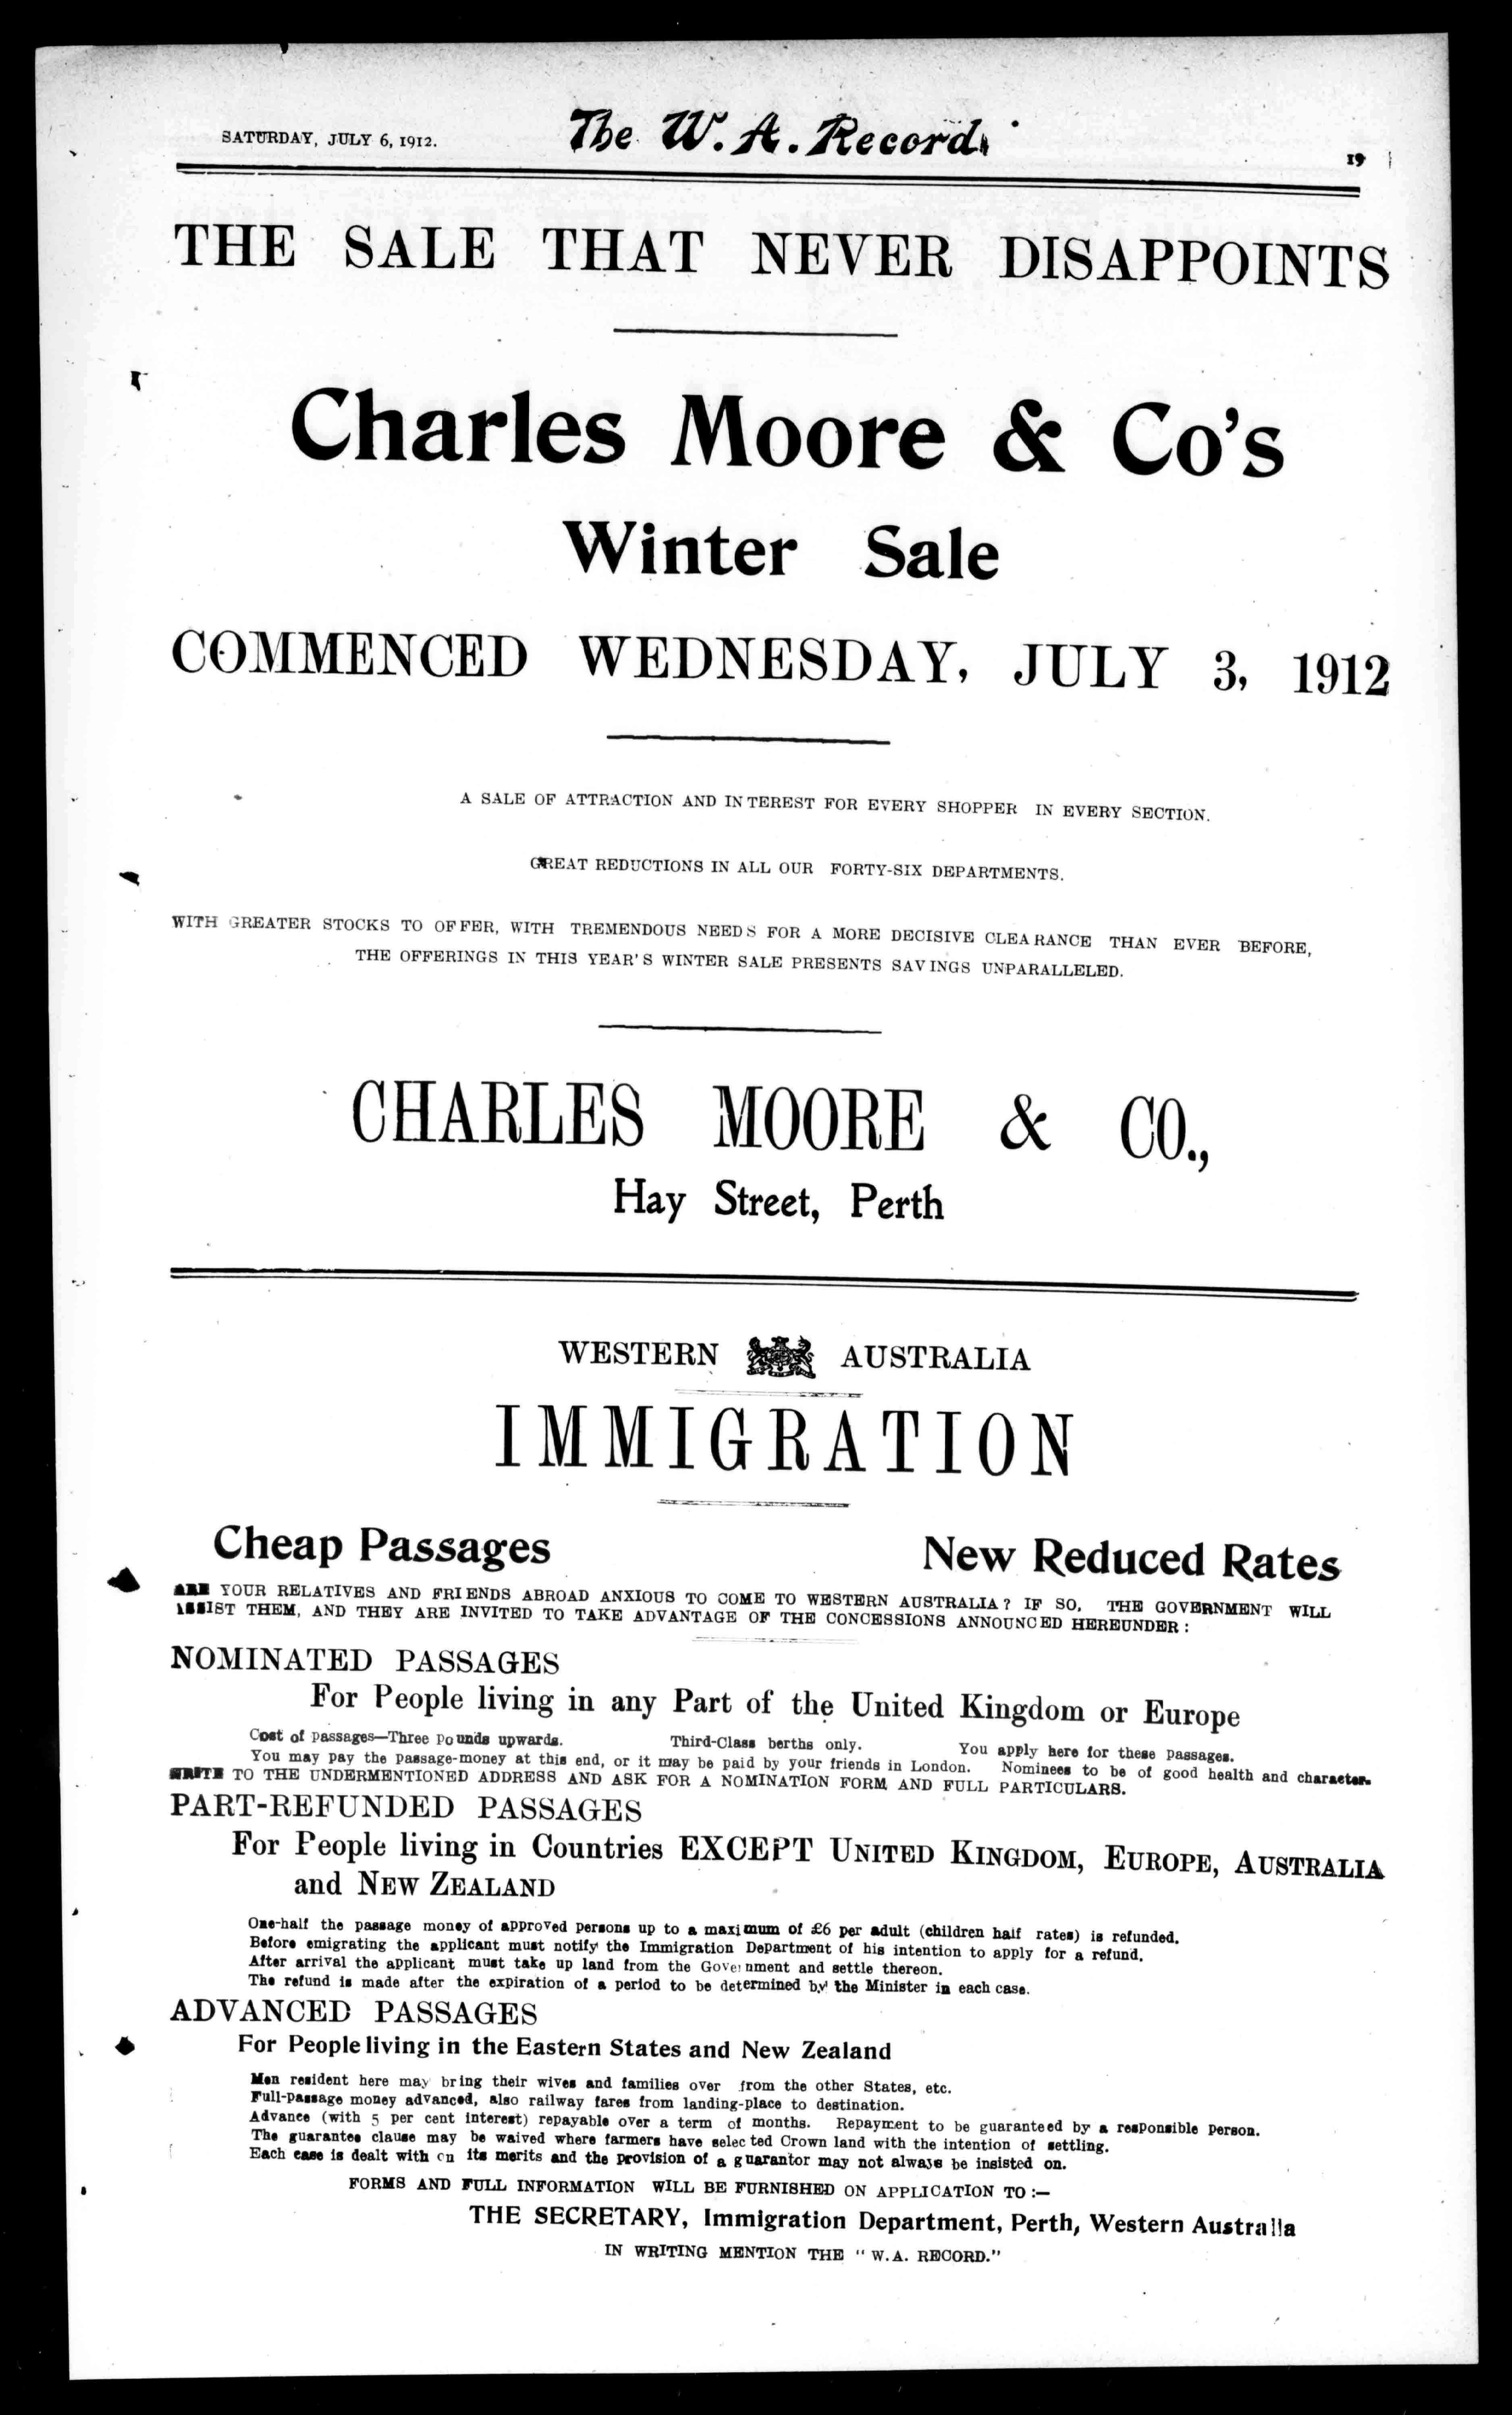 SATURDAY, JULY 6, 1912.
The W. A. Record.
19
THE SALE THAT NEVER DISAPPOINTS
Charles Moore & Co's
Winter Sale
COMMENCED WEDNESDAY, JULY 3, 1912
A SALE OF ATTRACTION AND INTEREST FOR EVERY SHOPPER IN EVERY SECTION.
GREAT REDUCTIONS IN ALL OUR FORTY-SIX DEPARTMENTS.
WITH GREATER STOCKS TO OFFER, WITH TREMENDOUS NEEDS FOR A MORE DECISIVE CLEARANCE THAN EVER BEFORE,
THE OFFERINGS IN THIS YEAR'S WINTER SALE PRESENTS SAVINGS UNPARALLELED.
CHARLES MOORE & CO.,
Hay Street, Perth
WESTERN AUSTRALIA
IMMIGRATION
Cheap Passages New Reduced Rates
ARE YOUR RELATIVES AND FRIENDS ABROAD ANXIOUS TO COME TO WESTERN AUSTRALIA? IF SO, THE GOVERNMENT WILL
ASSIST THEM, AND THEY ARE INVITED TO TAKE ADVANTAGE OF THE CONCESSIONS ANNOUNCED HEREUNDER:
NOMINATED PASSAGES
For People living in any Part of the United Kingdom or Europe
Cost of passages—Three Pounds upwards. Third-Class berths only. You apply here for these passages.
You may pay the passage-money at this end, or it may be paid by your friends in London. Nominees to be of good health and character.
WRITE TO THE UNDERMENTIONED ADDRESS AND ASK FOR A NOMINATION FORM AND FULL PARTICULARS.
PART-REFUNDED PASSAGES
For People living in Countries EXCEPT UNITED KINGDOM, EUROPE, AUSTRALIA
and NEW ZEALAND
One-half the passage money of approved persons up to a maximum of £6 per adult (children half rates) is refunded.
Before emigrating the applicant must notify the Immigration Department of his intention to apply for a refund.
After arrival the applicant must take up land from the Government and settle thereon.
The refund is made after the expiration of a period to be determined by the Minister in each case.
ADVANCED PASSAGES
For People living in the Eastern States and New Zealand
Men resident here may bring their wives and families over from the other States, etc.
Full-passage money advanced, also railway fares from landing-place to destination.
Advance (with 5 per cent interest) repayable over a term of months. Repayment to be guaranteed by a responsible person.
The guarantee clause may be waived where farmers have selected Crown land with the intention of settling.
Each case is dealt with on its merits and the provision of a guarantor may not always be insisted on.
FORMS AND FULL INFORMATION WILL BE FURNISHED ON APPLICATION TO:—
THE SECRETARY, Immigration Department, Perth, Western Australia
IN WRITING MENTION THE "W.A. RECORD."